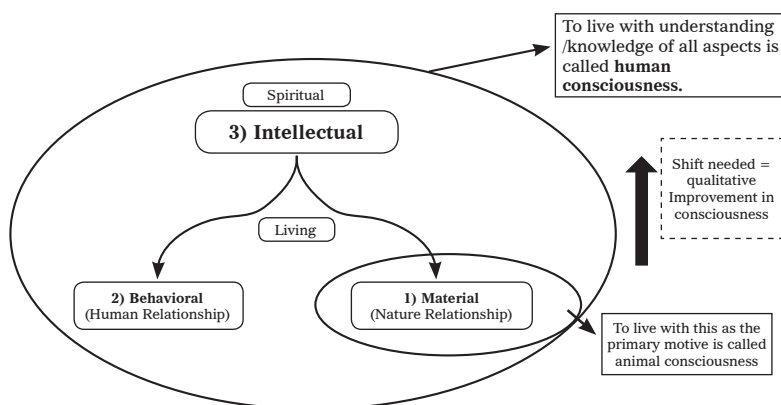 To live with understanding
/knowledge of all aspects is
called human
consciousness.
Spiritual
3) Intellectual
Shift needed =
qualitative
Improvement in
consciousness
Living
2) Behavioral
(Human Relationship)
1) Material
(Nature Relationship)
To live with this as the
primary motive is called
animal consciousness